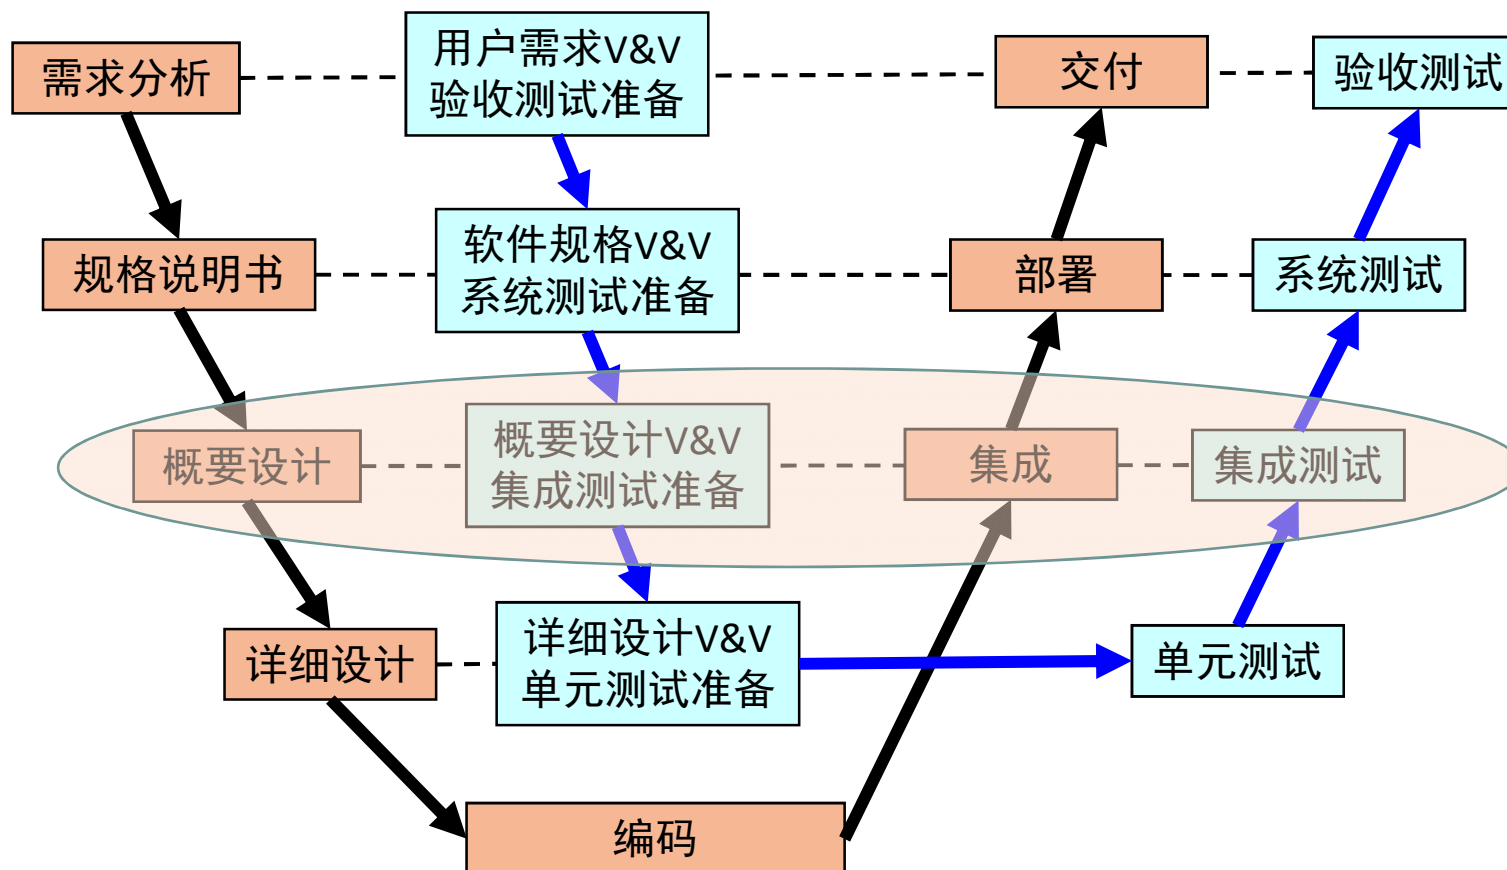 需求分析
用户需求V&V
验收测试准备
交付
验收测试
规格说明书
软件规格V&V
系统测试准备
部署
系统测试
概要设计
概要设计V&V
集成测试准备
集成
集成测试
详细设计
详细设计V&V
单元测试准备
单元测试
编码